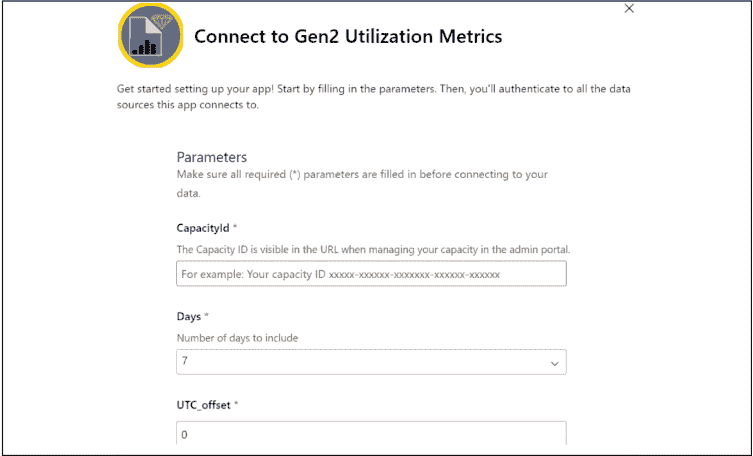 Connect to Gen2 Utilization Metrics
Get started setting up your app! Start by filling in the parameters. Then, you'll authenticate to all the data
sources this app connects to.
Parameters
Make sure all required (*) parameters are filled in before connecting to your
data.
CapacityId *
The Capacity ID is visible in the URL when managing your capacity in the admin portal.
For example: Your capacity ID xxxxx-xxxxxx-xxxxxxx-xxxxxx-xxxxxx
Days *
Number of days to include
7
UTC_offset *
0